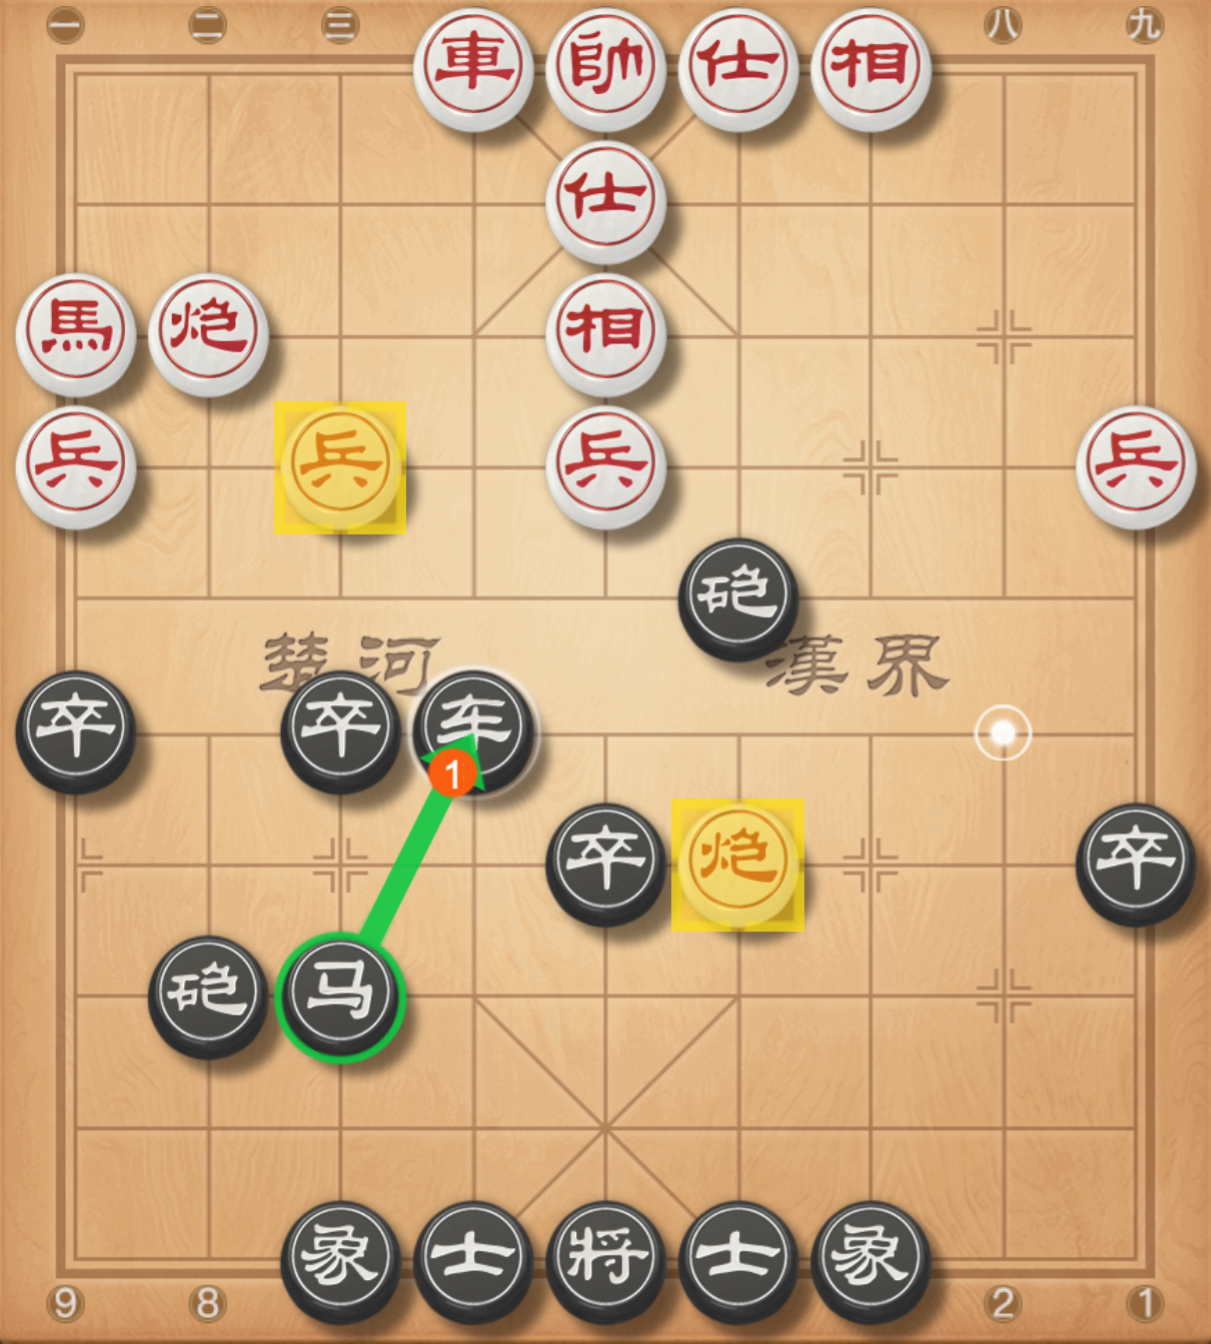 一 二 三 八 九
車 帥 仕 相
仕
馬 炮 相
兵 兵 兵 兵
砲
楚河 漢界
卒 卒 车
1
卒 炮 卒
砲 马
象 士 将 士 象
9 8 2 1